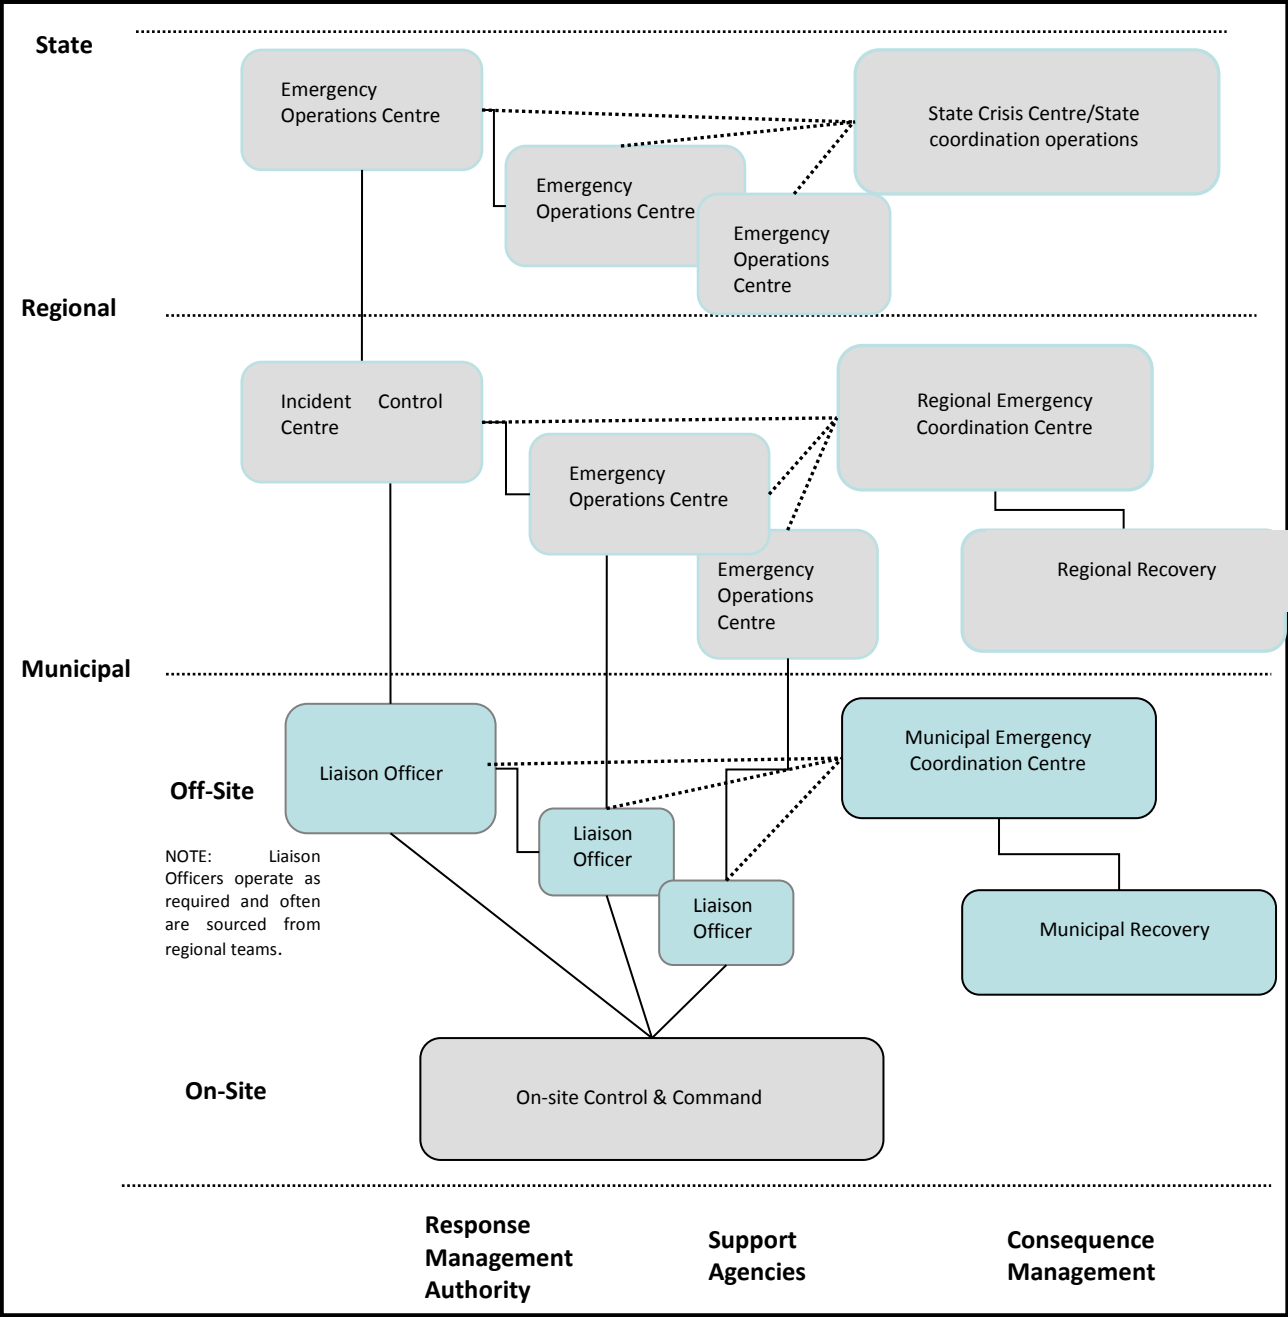 State
Emergency
Operations Centre
State Crisis Centre/State
coordination operations
Emergency
Operations Centre
Emergency
Operations
Centre
Regional
Incident Control
Centre
Regional Emergency
Coordination Centre
Emergency
Operations Centre
Emergency
Operations
Centre
Regional Recovery
Municipal
Liaison Officer
Municipal Emergency
Coordination Centre
Off-Site
Liaison
Officer
NOTE: Liaison
Officers operate as
required and often
are sourced from
regional teams.
Liaison
Officer
Municipal Recovery
On-Site
On-site Control & Command
Response
Management
Authority
Support
Agencies
Consequence
Management